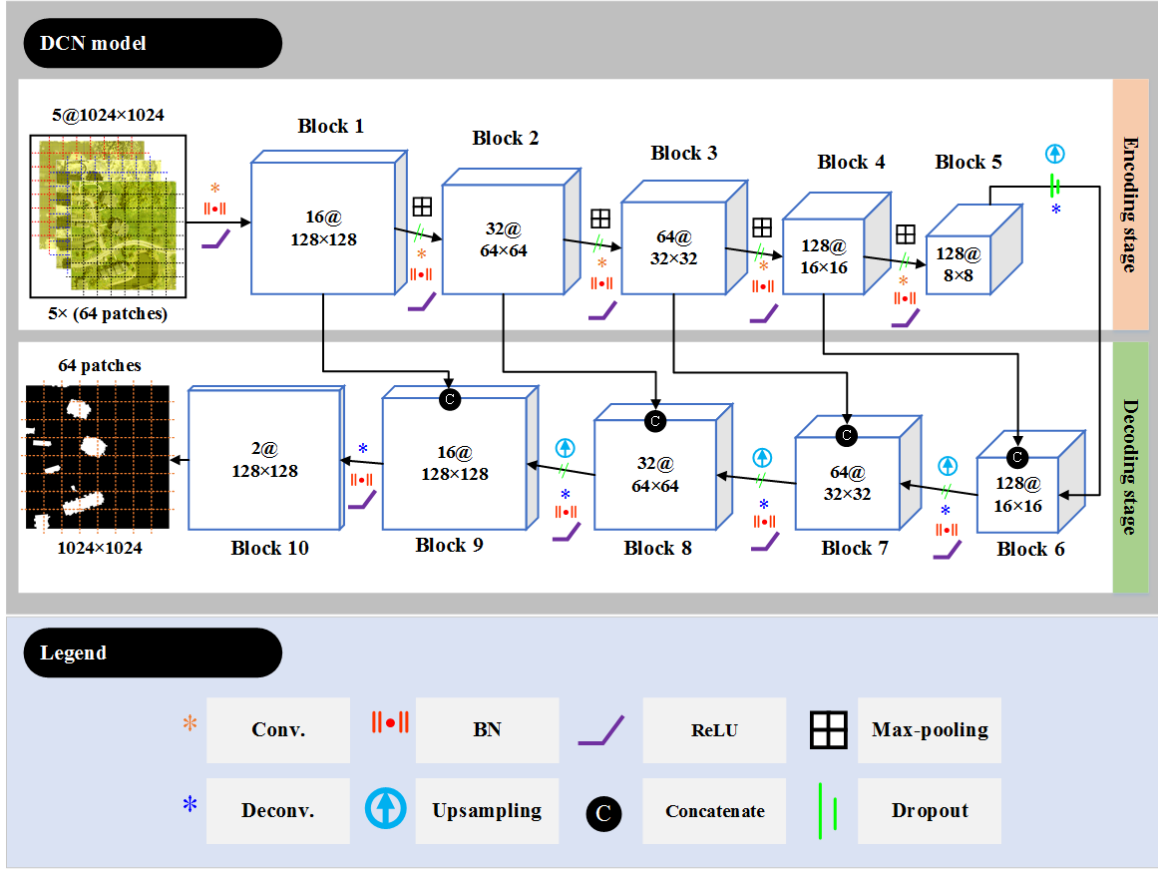 DCN model
5@1024×1024
Block 1
Block 2
Block 3
Block 4
Block 5
16@
128×128
32@
64×64
64@
32×32
128@
16×16
128@
8×8
5× (64 patches)
Encoding stage
64 patches
C
C
C
C
2@
128×128
16@
128×128
32@
64×64
64@
32×32
128@
16×16
1024×1024
Block 10
Block 9
Block 8
Block 7
Block 6
Decoding stage
Legend
Conv.
BN
ReLU
Max-pooling
Deconv.
Upsampling
C
Concatenate
Dropout